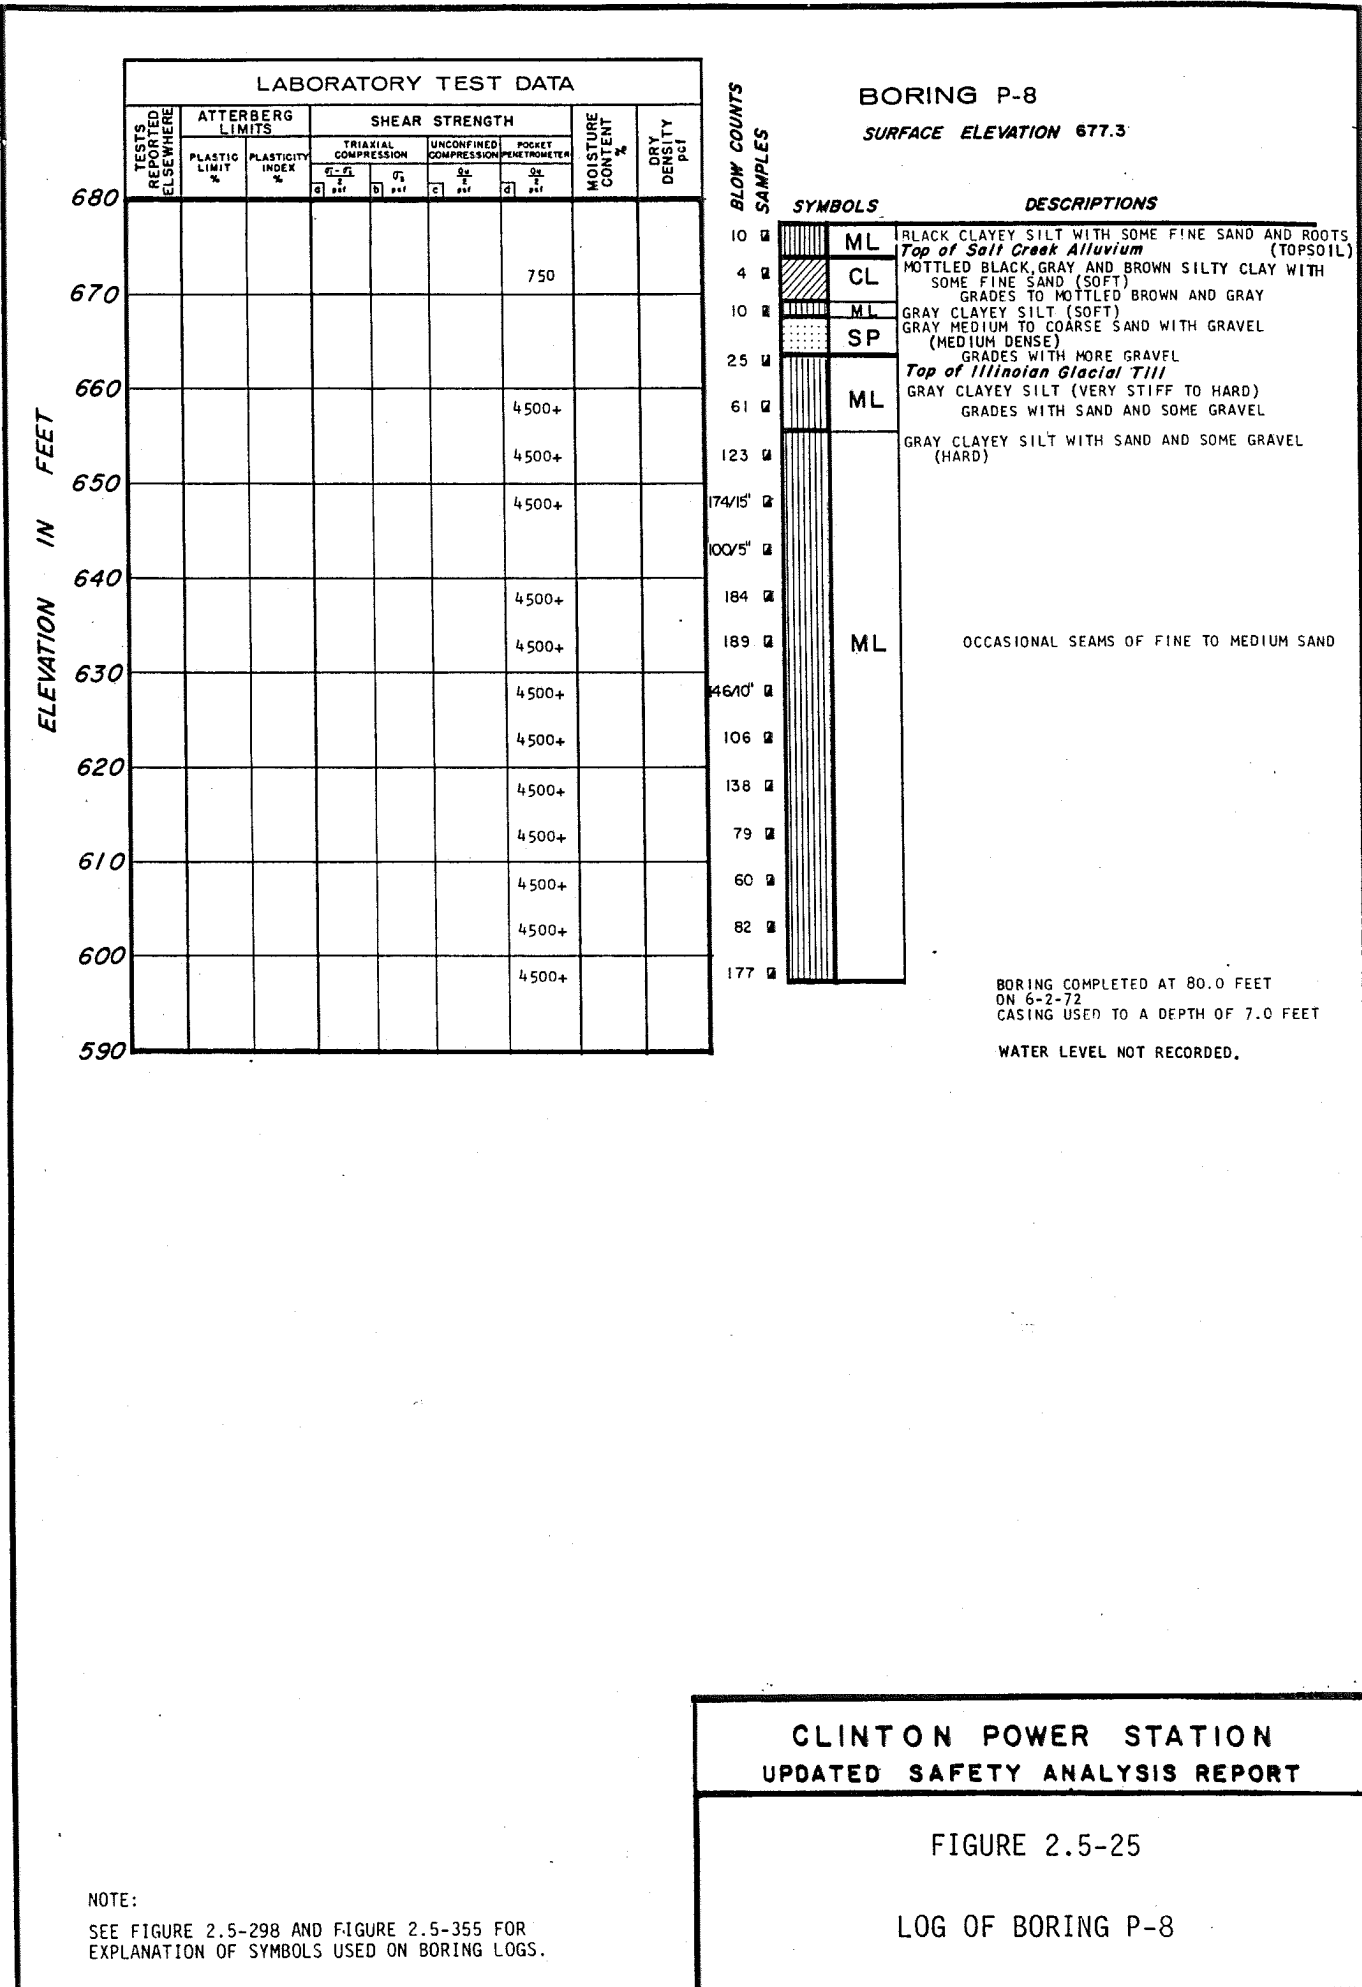 LABORATORY TEST DATA
TESTS REPORTED ELSEWHERE
ATTERBERG LIMITS
PLASTIC LIMIT %
PLASTICITY INDEX %
SHEAR STRENGTH
TRIAXIAL COMPRESSION
UNCONFINED COMPRESSION
POCKET PENETROMETER
a psf
b psf
c psf
d psf
MOISTURE CONTENT %
DRY DENSITY pcf
BLOW COUNTS
SAMPLES
BORING P-8
SURFACE ELEVATION 677.3
SYMBOLS
DESCRIPTIONS
ELEVATION IN FEET
680
670
660
650
640
630
620
610
600
590
750
4500+
4500+
4500+
4500+
4500+
4500+
4500+
4500+
4500+
4500+
4500+
4500+
10
4
10
25
61
123
174/15"
100/5"
184
189
146/10"
106
138
79
60
82
177
ML
CL
ML
SP
ML
ML
BLACK CLAYEY SILT WITH SOME FINE SAND AND ROOTS
Top of Salt Creek Alluvium (TOPSOIL)
MOTTLED BLACK, GRAY AND BROWN SILTY CLAY WITH
SOME FINE SAND (SOFT)
GRADES TO MOTTLED BROWN AND GRAY
GRAY CLAYEY SILT (SOFT)
GRAY MEDIUM TO COARSE SAND WITH GRAVEL
(MEDIUM DENSE)
GRADES WITH MORE GRAVEL
Top of Illinoian Glacial Till
GRAY CLAYEY SILT (VERY STIFF TO HARD)
GRADES WITH SAND AND SOME GRAVEL
GRAY CLAYEY SILT WITH SAND AND SOME GRAVEL
(HARD)
OCCASIONAL SEAMS OF FINE TO MEDIUM SAND
BORING COMPLETED AT 80.0 FEET
ON 6-2-72
CASING USED TO A DEPTH OF 7.0 FEET
WATER LEVEL NOT RECORDED.
CLINTON POWER STATION
UPDATED SAFETY ANALYSIS REPORT
FIGURE 2.5-25
LOG OF BORING P-8
NOTE:
SEE FIGURE 2.5-298 AND FIGURE 2.5-355 FOR
EXPLANATION OF SYMBOLS USED ON BORING LOGS.